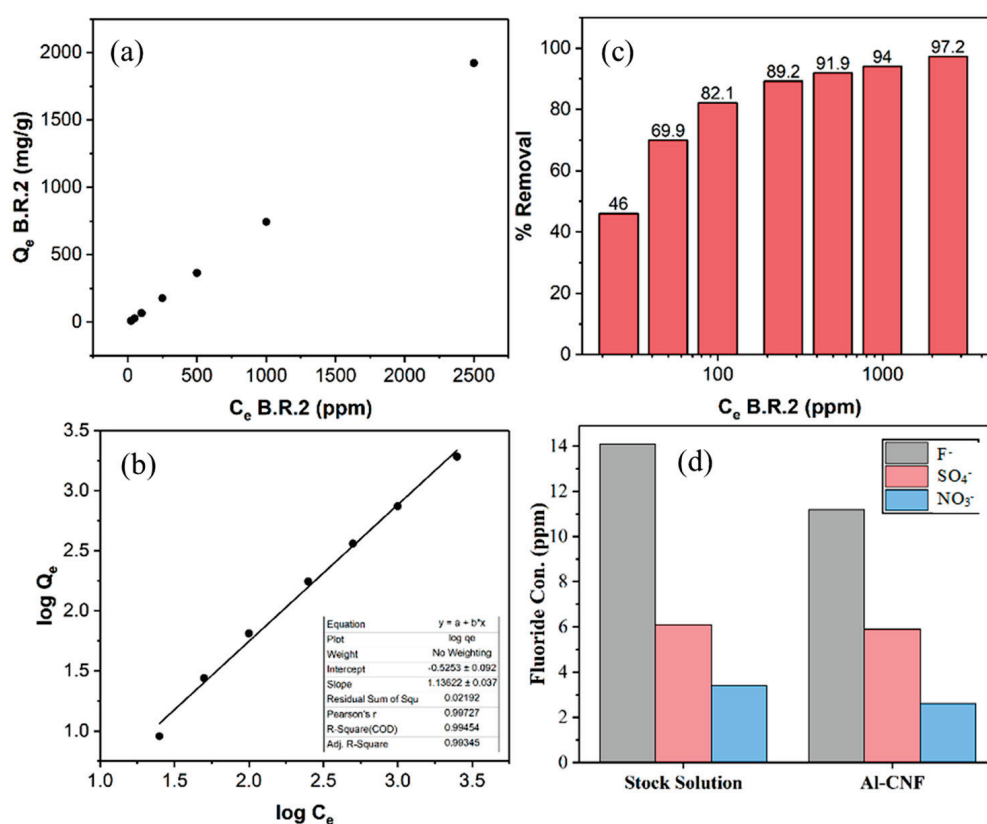 (a)
2000
1500
1000
500
0
Qe B.R.2 (mg/g)
0 500 1000 1500 2000 2500
Ce B.R.2 (ppm)
(c)
100
80
60
40
20
0
% Removal
46 69.9 82.1 89.2 91.9 94 97.2
100 1000
Ce B.R.2 (ppm)
(b)
3.5
3.0
2.5
2.0
1.5
1.0
log Qe
Equation y = a + b*x
Plot log qe
Weight No Weighting
Intercept -0.5253 ± 0.092
Slope 1.13622 ± 0.037
Residual Sum of Squ 0.02192
Pearson's r 0.99727
R-Square(COD) 0.99454
Adj. R-Square 0.99345
1.0 1.5 2.0 2.5 3.0 3.5
log Ce
(d)
F-
SO4-
NO3-
14
12
10
8
6
4
2
0
Fluoride Con. (ppm)
Stock Solution Al-CNF